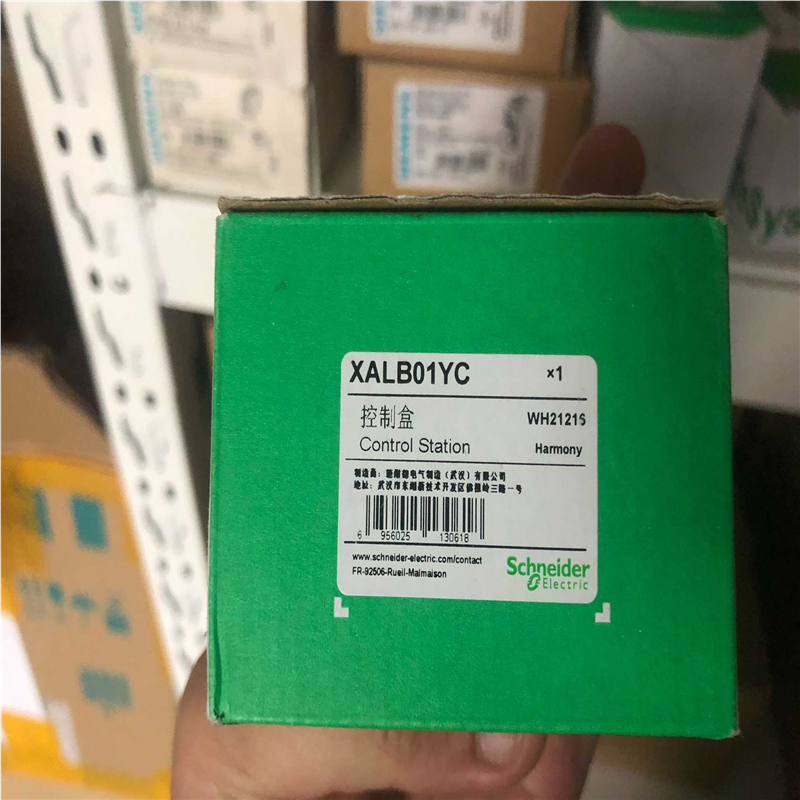 XALB01YC ×1
控制盒 WH21215
Control Station Harmony
制造商：施耐德电气制造（武汉）有限公司
地址：武汉市东湖新技术开发区佛祖岭三路一号
6 956025 130618
www.schneider-electric.com/contact
FR-92506-Rueil-Malmaison
Schneider
Electric